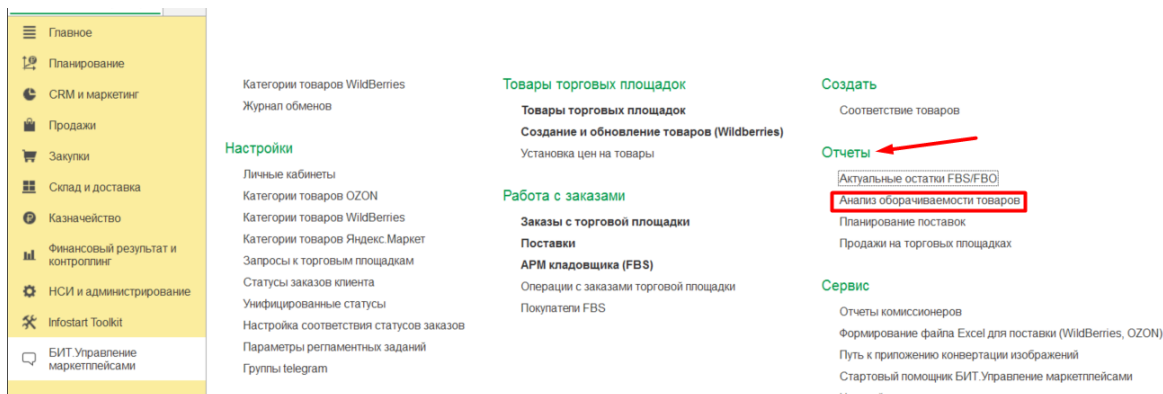 Главное
Планирование
CRM и маркетинг
Продажи
Закупки
Склад и доставка
Казначейство
Финансовый результат и
контроллинг
НСИ и администрирование
Infostart Toolkit
БИТ.Управление
маркетплейсами
Категории товаров WildBerries
Журнал обменов
Настройки
Личные кабинеты
Категории товаров OZON
Категории товаров WildBerries
Категории товаров Яндекс.Маркет
Запросы к торговым площадкам
Статусы заказов клиента
Унифицированные статусы
Настройка соответствия статусов заказов
Параметры регламентных заданий
Группы telegram
Товары торговых площадок
Товары торговых площадок
Создание и обновление товаров (Wildberries)
Установка цен на товары
Работа с заказами
Заказы с торговой площадки
Поставки
АРМ кладовщика (FBS)
Операции с заказами торговой площадки
Покупатели FBS
Создать
Соответствие товаров
Отчеты
Актуальные остатки FBS/FBO
Анализ оборачиваемости товаров
Планирование поставок
Продажи на торговых площадках
Сервис
Отчеты комиссионеров
Формирование файла Excel для поставки (WildBerries, OZON)
Путь к приложению конвертации изображений
Стартовый помощник БИТ.Управление маркетплейсами